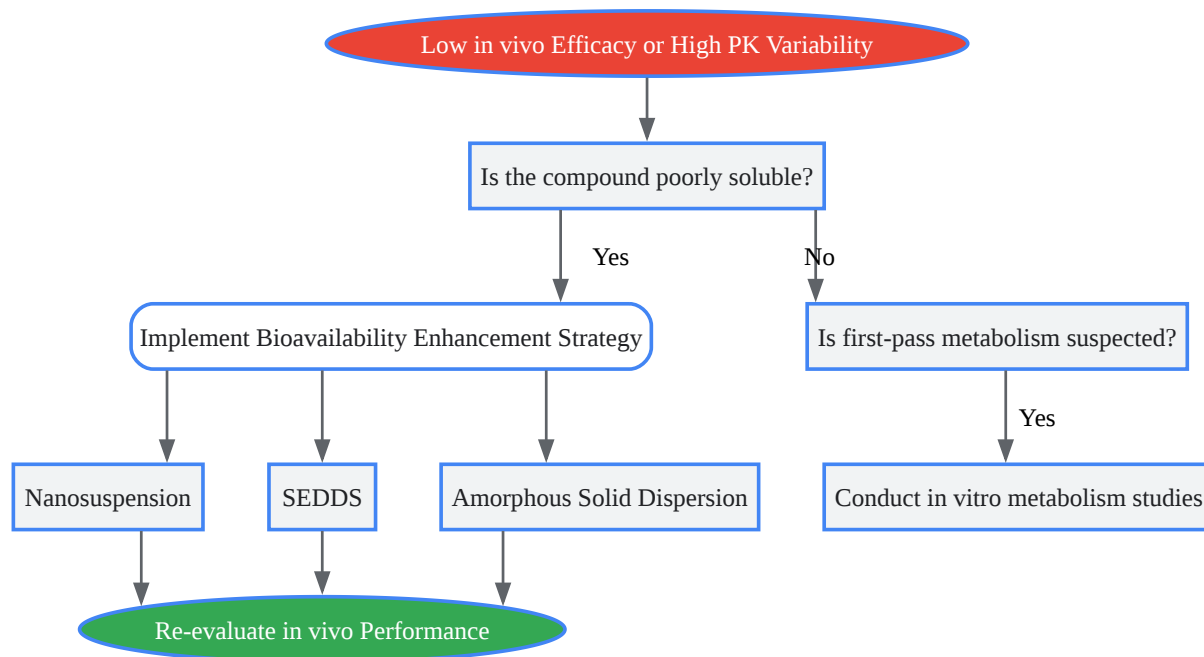 Low in vivo Efficacy or High PK Variability
Is the compound poorly soluble?
Yes
No
Implement Bioavailability Enhancement Strategy
Is first-pass metabolism suspected?
Yes
Nanosuspension
SEDDS
Amorphous Solid Dispersion
Conduct in vitro metabolism studies
Re-evaluate in vivo Performance